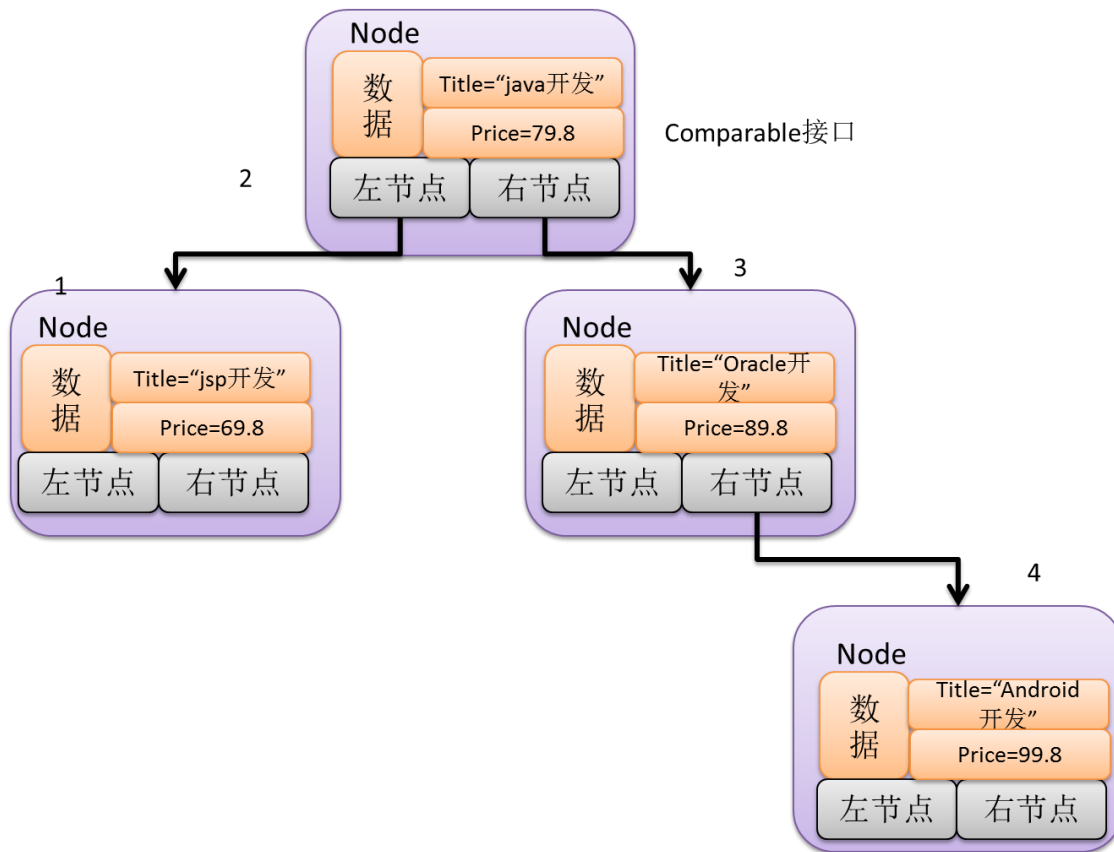 Node
数
据
Title=“java开发”
Price=79.8
Comparable接口
2
左节点
右节点
1
Node
数
据
Title=“jsp开发”
Price=69.8
左节点
右节点
3
Node
数
据
Title=“Oracle开
发”
Price=89.8
左节点
右节点
4
Node
数
据
Title=“Android
开发”
Price=99.8
左节点
右节点